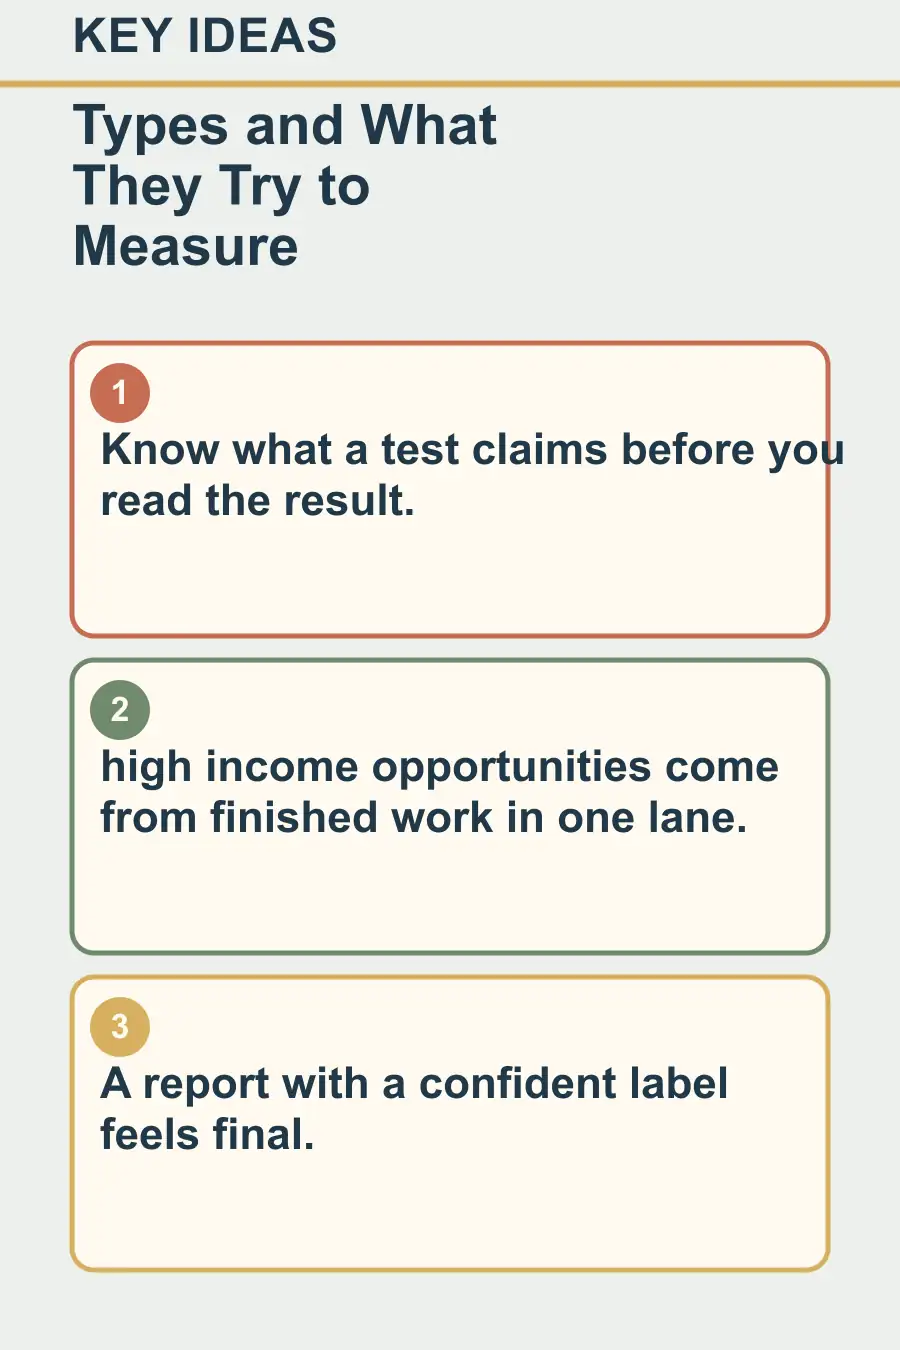 KEY IDEAS
Types and What
They Try to
Measure
1
Know what a test claims before you
read the result.
2
high income opportunities come
from finished work in one lane.
3
A report with a confident label
feels final.